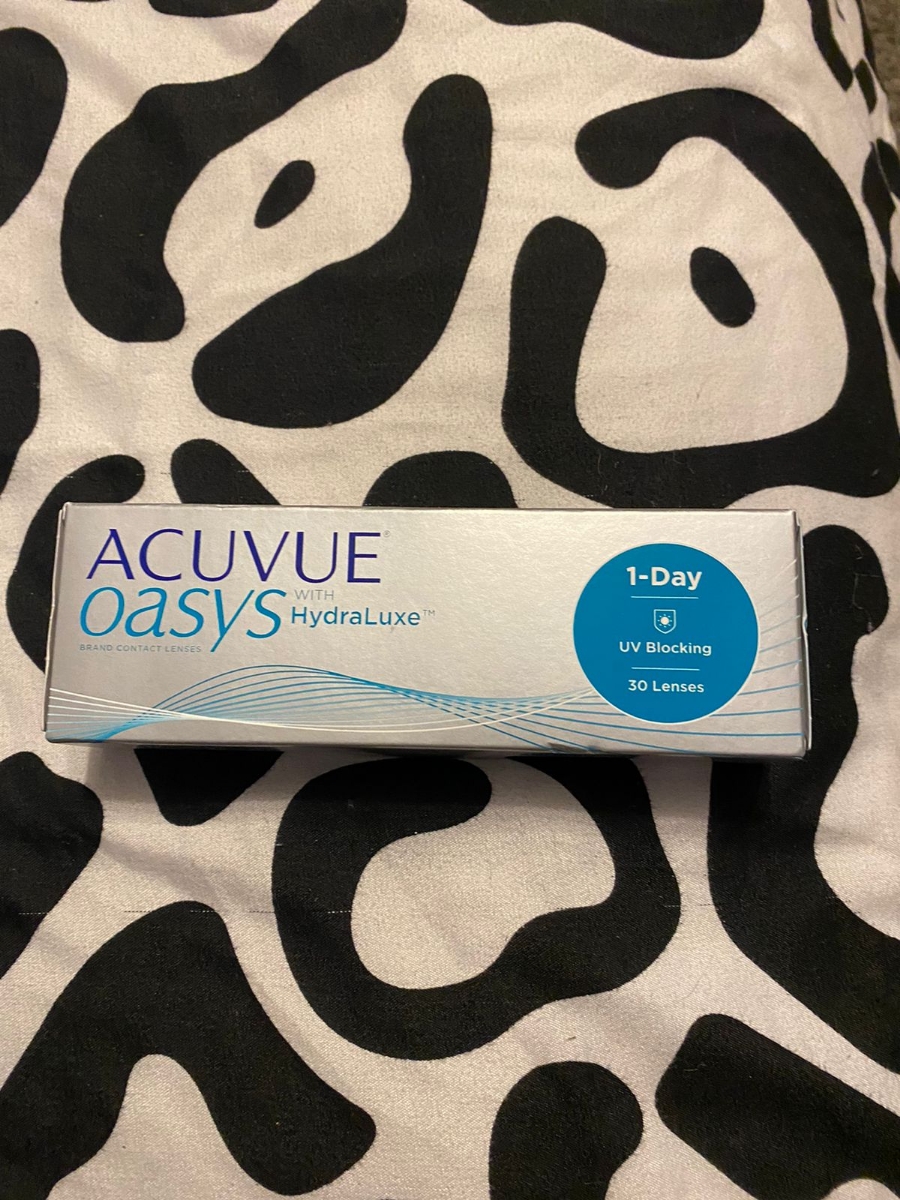 ACUVUE®
oasys WITH
HydraLuxe™
BRAND CONTACT LENSES
1-Day
UV Blocking
30 Lenses